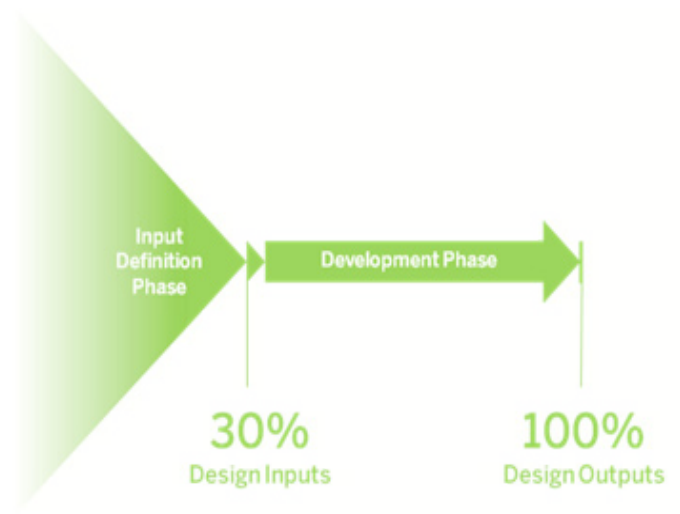 Input
Definition
Phase
Development Phase
30%
Design Inputs
100%
Design Outputs